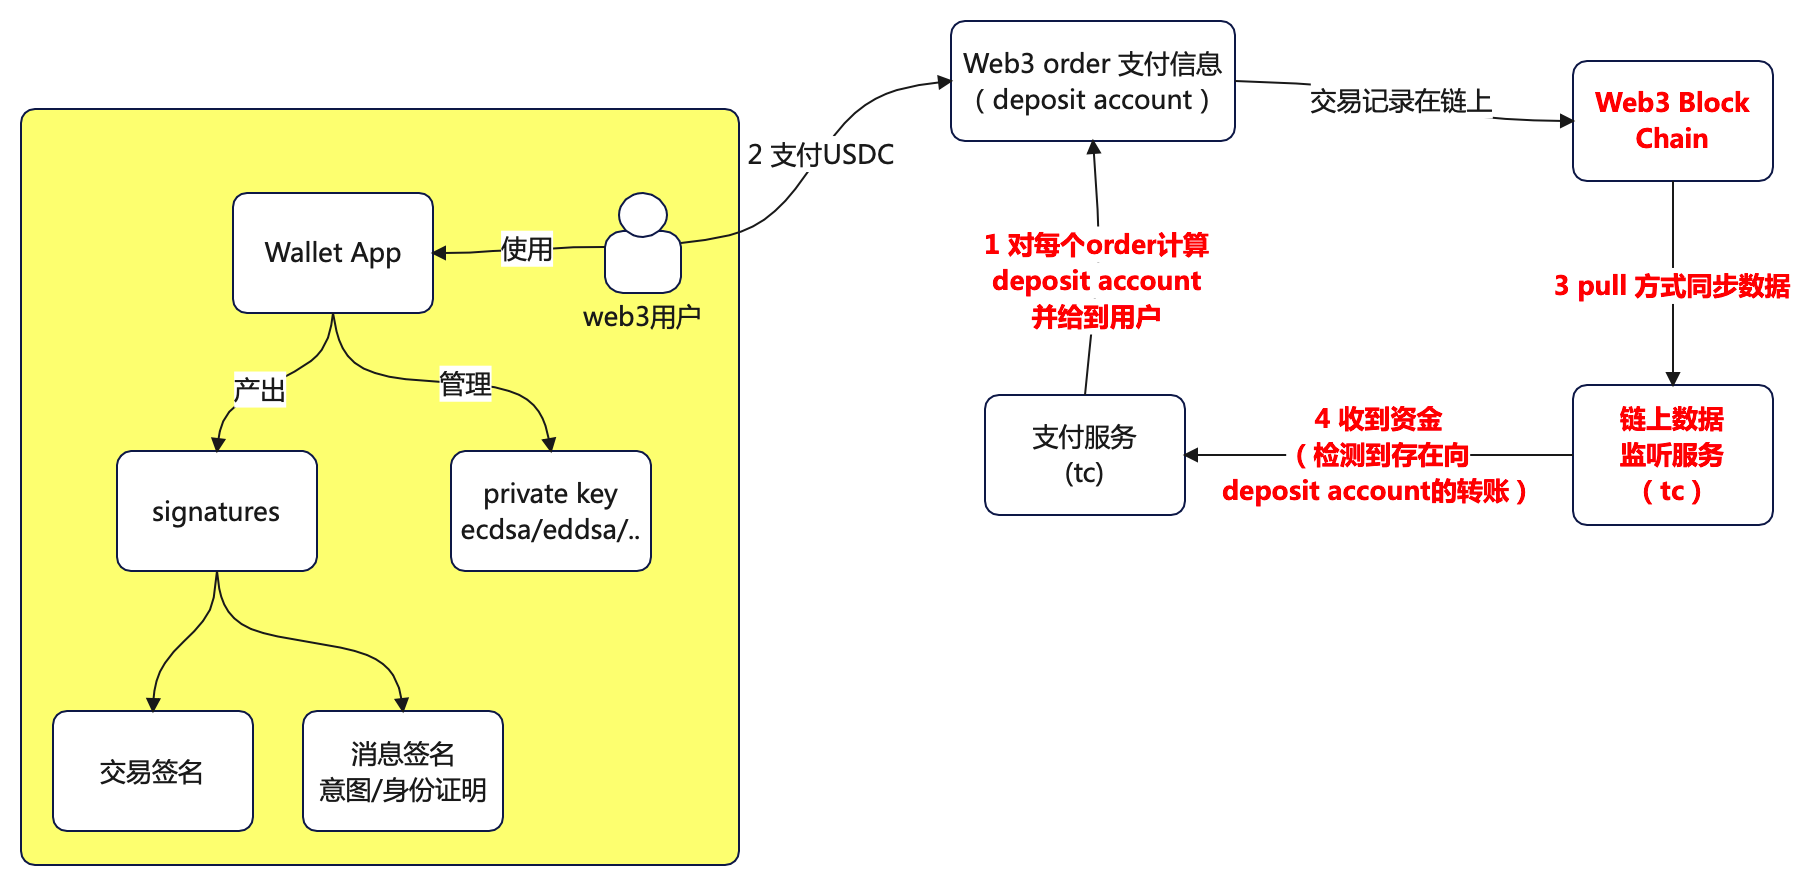 Web3 order 支付信息
（deposit account）
交易记录在链上
Web3 Block
Chain
2 支付USDC
Wallet App
使用
web3用户
1 对每个order计算
deposit account
并给到用户
3 pull 方式同步数据
产出
管理
支付服务
(tc)
4 收到资金
（检测到存在向
deposit account的转账）
链上数据
监听服务
（tc）
signatures
private key
ecdsa/eddsa/..
交易签名
消息签名
意图/身份证明